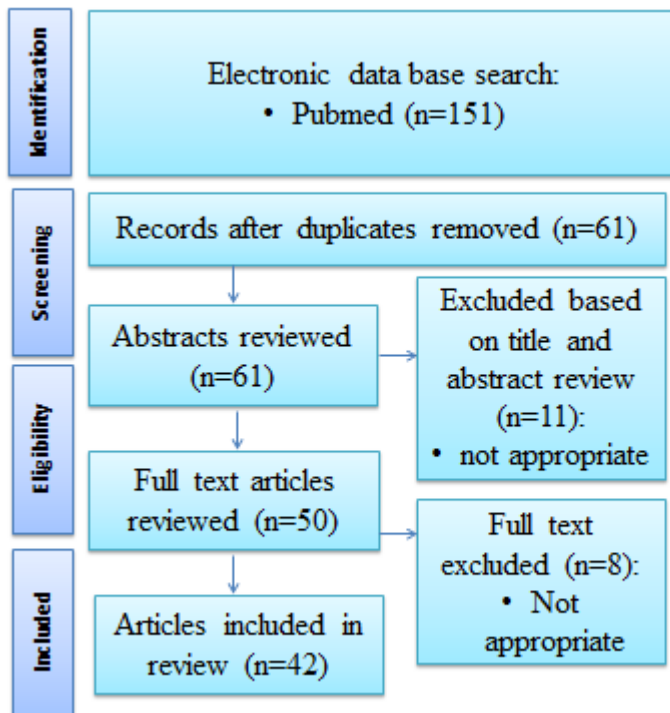 Identification
Electronic data base search:
• Pubmed (n=151)
Screening
Records after duplicates removed (n=61)
Abstracts reviewed
(n=61)
Excluded based
on title and
abstract review
(n=11):
• not appropriate
Eligibility
Full text articles
reviewed (n=50)
Full text
excluded (n=8):
• Not
appropriate
Included
Articles included in
review (n=42)